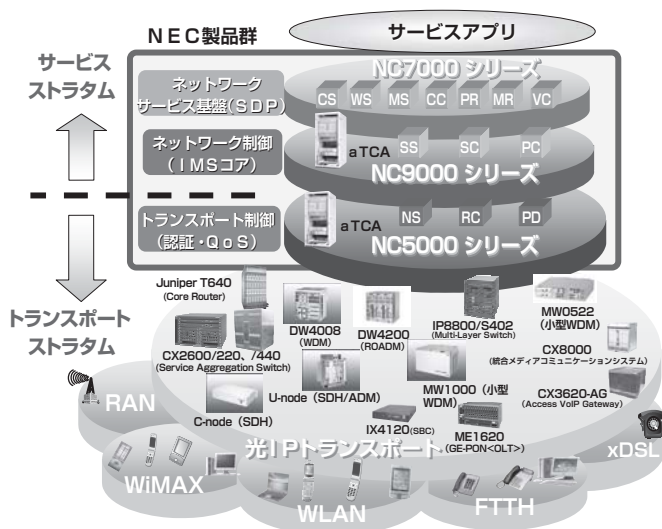 NEC製品群
サービスアプリ
サービス
ストラタム
ネットワーク
サービス基盤(SDP)
NC7000 シリーズ
CS WS MS CC PR MR VC
ネットワーク制御
(IMSコア)
aTCA
SS SC PC
NC9000 シリーズ
トランスポート制御
(認証・QoS)
aTCA
NS RC PD
NC5000 シリーズ
トランスポート
ストラタム
Juniper T640
(Core Router)
DW4008
(WDM)
DW4200
(ROADM)
IP8800/S402
(Multi-Layer Switch)
MW0522
(小型WDM)
CX2600/220、/440
(Service Aggregation Switch)
CX8000
(統合メディアコミュニケーションシステム)
U-node (SDH/ADM)
MW1000(小型
WDM)
CX3620-AG
(Access VoIP Gateway)
C-node (SDH)
IX4120(SBC)
ME1620
(GE-PON<OLT>)
光IPトランスポート
RAN
WiMAX
WLAN
FTTH
xDSL